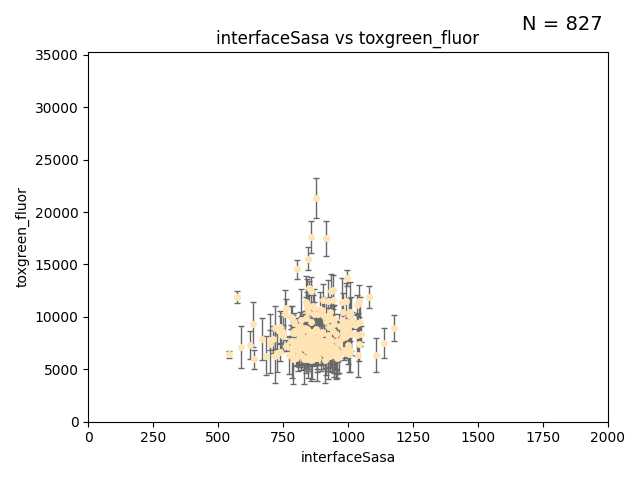 N = 827
interfaceSasa vs toxgreen_fluor
35000
30000
25000
20000
15000
10000
5000
0
toxgreen_fluor
0 250 500 750 1000 1250 1500 1750 2000
interfaceSasa